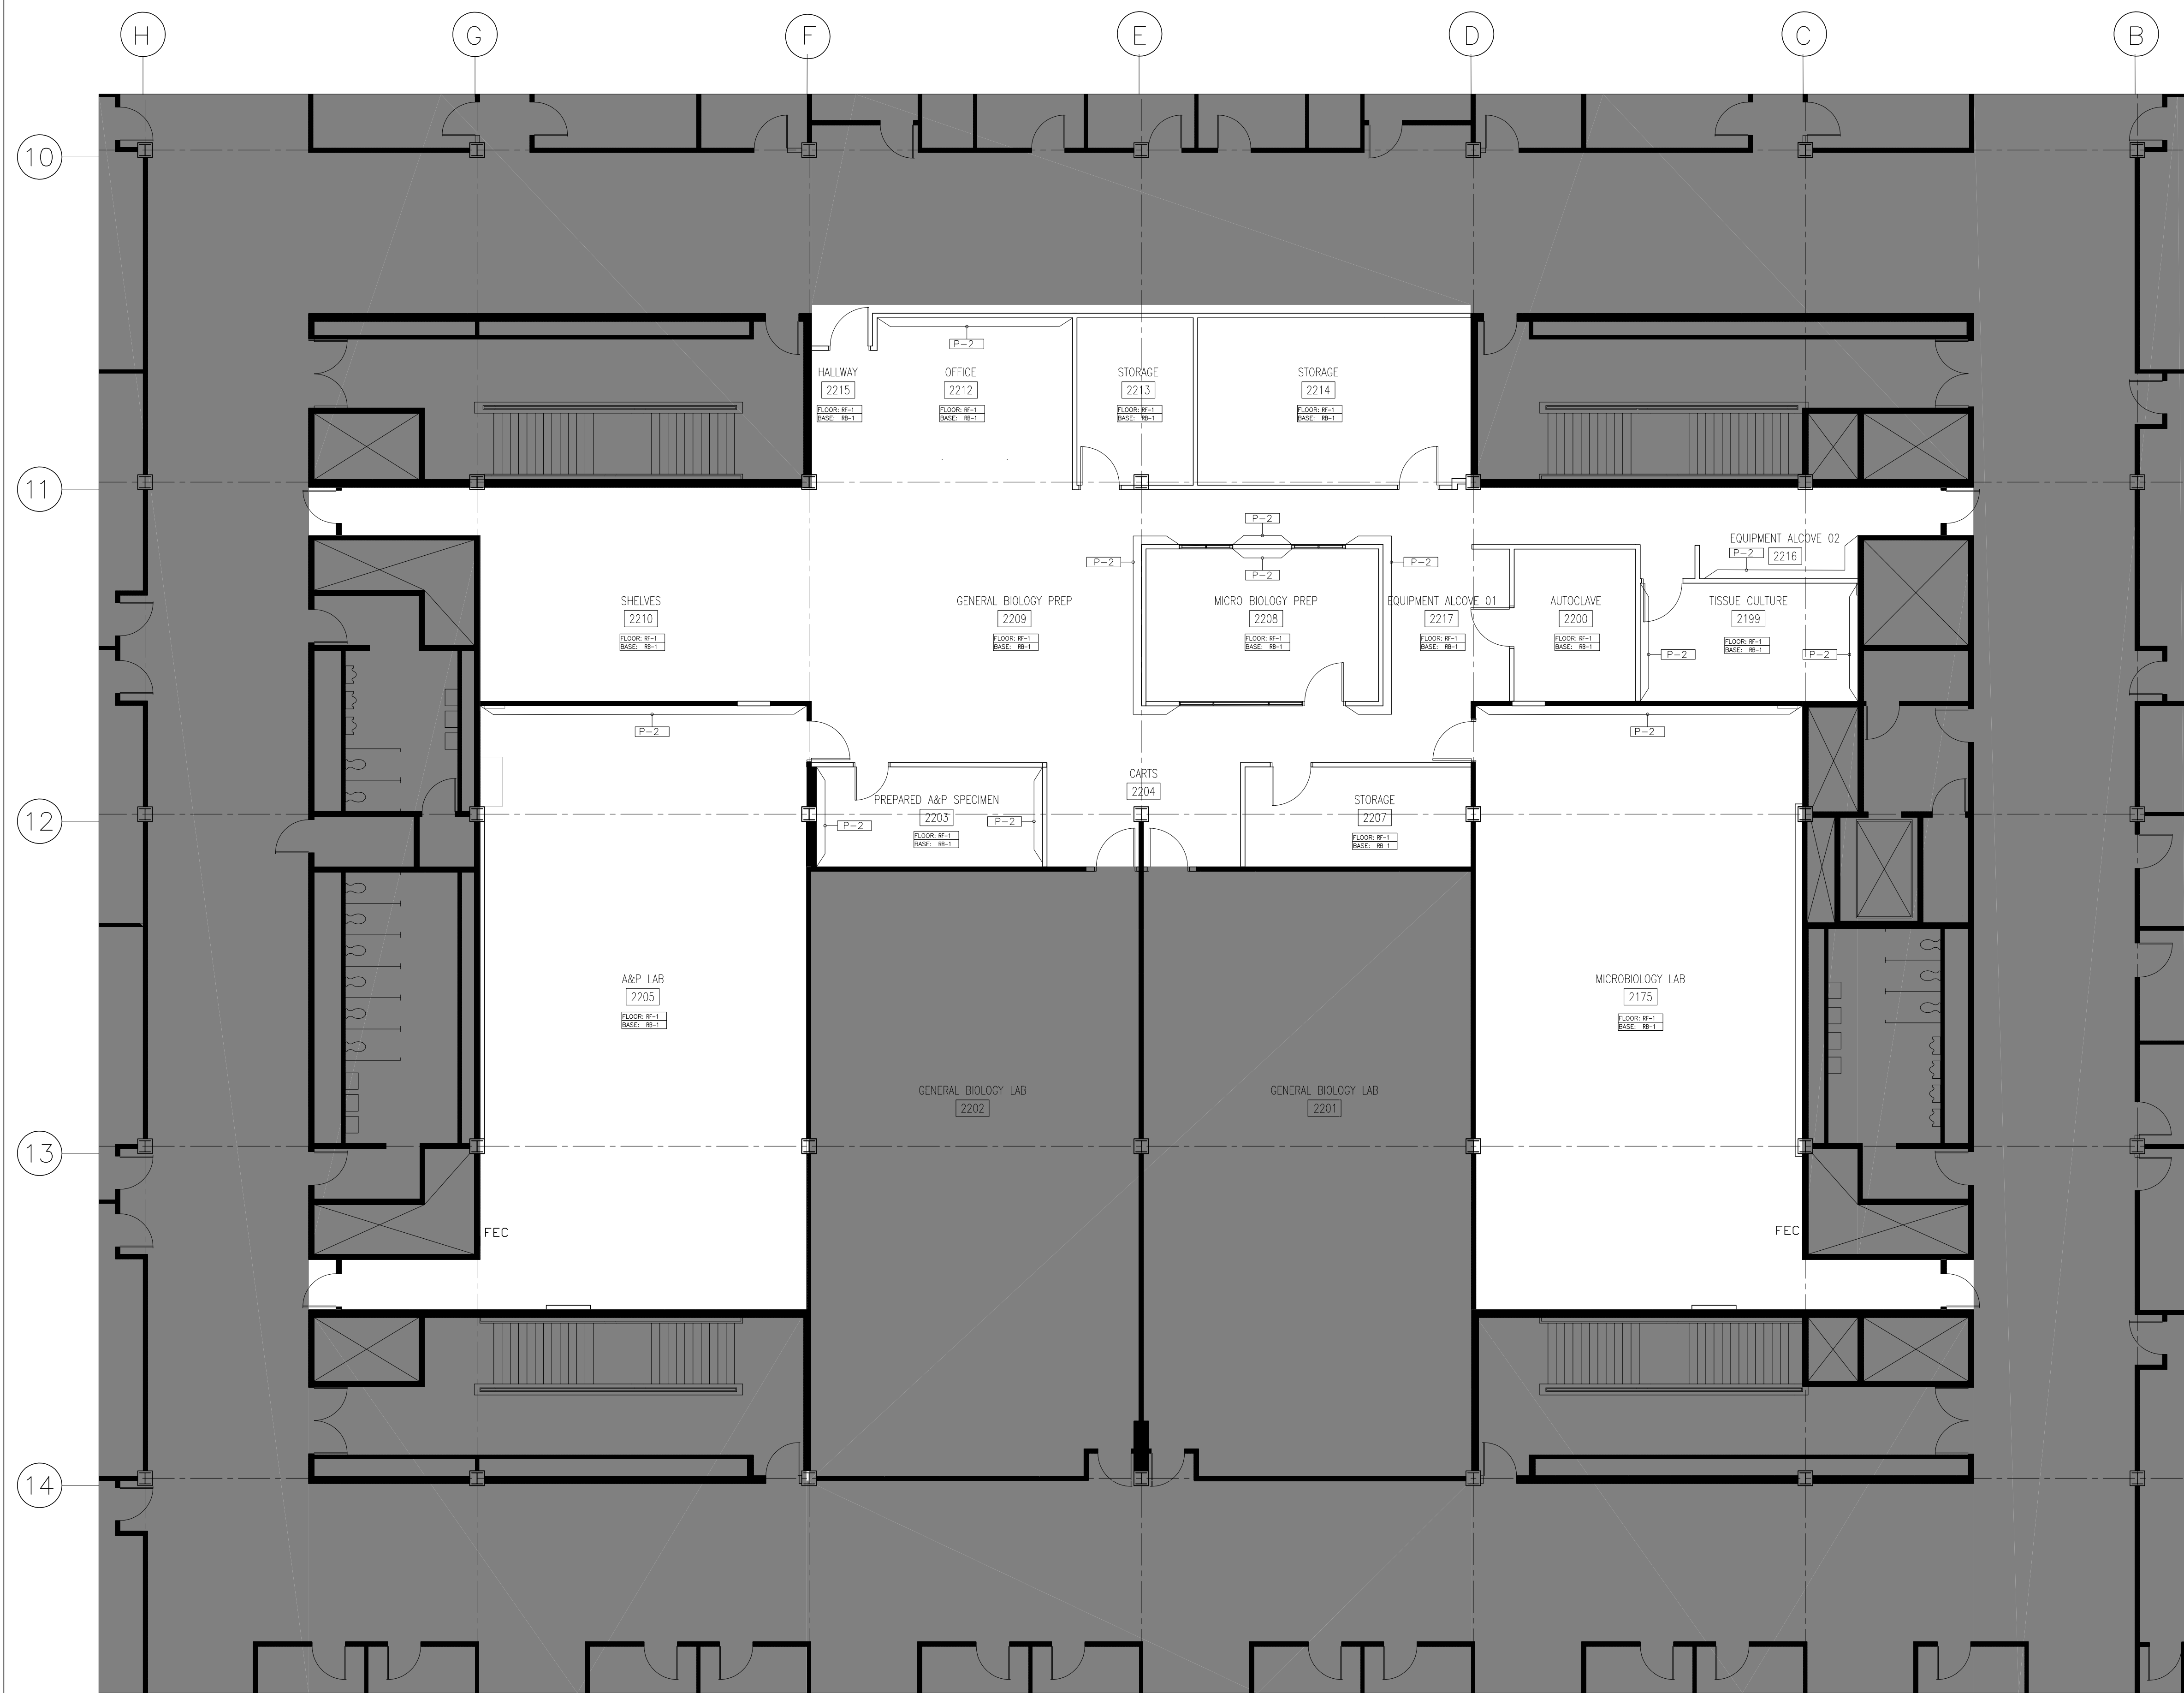 H G F E D C B
10
P-2
HALLWAY
2215
FLOOR: RF-1
BASE: RB-1
OFFICE
2212
FLOOR: RF-1
BASE: RB-1
STORAGE
2213
FLOOR: RF-1
BASE: RB-1
STORAGE
2214
FLOOR: RF-1
BASE: RB-1
11
P-2
P-2
P-2
P-2
EQUIPMENT ALCOVE 02
P-2
2216
SHELVES
2210
FLOOR: RF-1
BASE: RB-1
GENERAL BIOLOGY PREP
2209
FLOOR: RF-1
BASE: RB-1
MICRO BIOLOGY PREP
2208
FLOOR: RF-1
BASE: RB-1
EQUIPMENT ALCOVE 01
2217
FLOOR: RF-1
BASE: RB-1
AUTOCLAVE
2200
FLOOR: RF-1
BASE: RB-1
TISSUE CULTURE
2199
FLOOR: RF-1
BASE: RB-1
P-2
P-2
P-2
P-2
CARTS
2204
PREPARED A&P SPECIMEN
2203
FLOOR: RF-1
BASE: RB-1
P-2
P-2
STORAGE
2207
FLOOR: RF-1
BASE: RB-1
12
A&P LAB
2205
FLOOR: RF-1
BASE: RB-1
MICROBIOLOGY LAB
2175
FLOOR: RF-1
BASE: RB-1
GENERAL BIOLOGY LAB
2202
GENERAL BIOLOGY LAB
2201
13
FEC
FEC
14